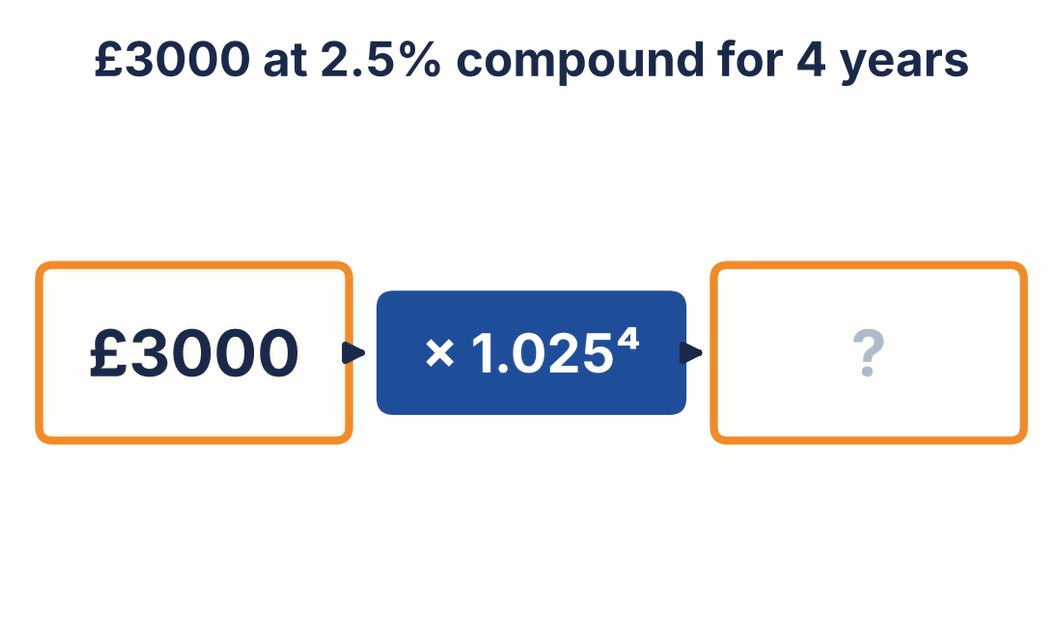 £3000 at 2.5% compound for 4 years
£3000
× 1.025⁴
?